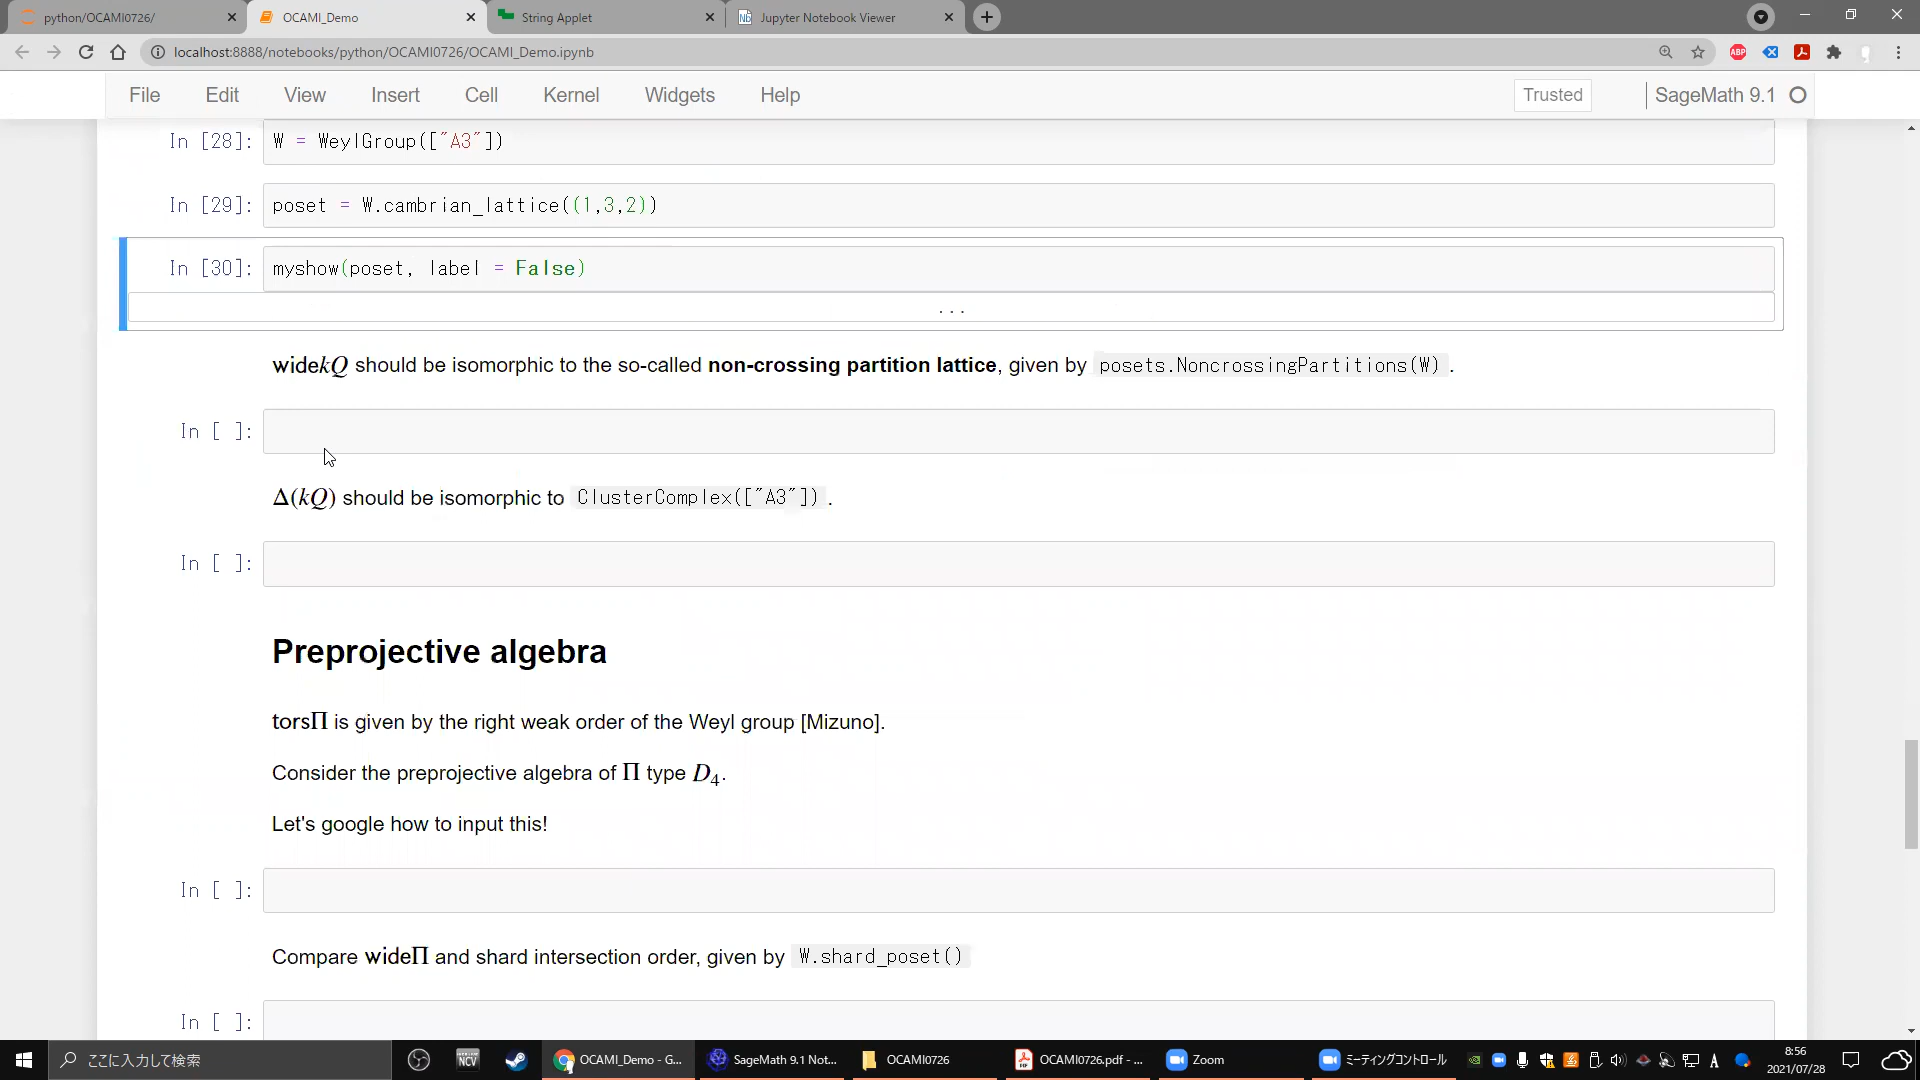 python/OCAMI0726/
OCAMI_Demo
String Applet
Jupyter Notebook Viewer
localhost:8888/notebooks/python/OCAMI0726/OCAMI_Demo.ipynb
ABP
File Edit View Insert Cell Kernel Widgets Help
Trusted
SageMath 9.1
In [28]: W = WeylGroup(["A3"])
In [29]: poset = W.cambrian_lattice((1,3,2))
In [30]: myshow(poset, label = False)
...
widekQ should be isomorphic to the so-called non-crossing partition lattice, given by posets.NoncrossingPartitions(W) .
In [ ]:
Δ(kQ) should be isomorphic to ClusterComplex(["A3"]) .
In [ ]:
Preprojective algebra
torsΠ is given by the right weak order of the Weyl group [Mizuno].
Consider the preprojective algebra of Π type D4.
Let's google how to input this!
In [ ]:
Compare wideΠ and shard intersection order, given by W.shard_poset()
In [ ]:
ここに入力して検索
NCV
OCAMI_Demo - G...
SageMath 9.1 Not...
OCAMI0726
OCAMI0726.pdf - ...
Zoom
ミーティングコントロール
A
8:56
2021/07/28